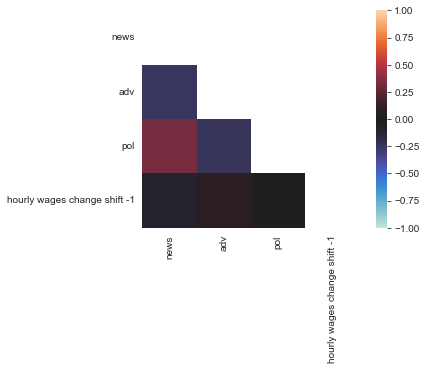 news
adv
pol
hourly wages change shift -1
news
adv
pol
hourly wages change shift -1
1.00
0.75
0.50
0.25
0.00
−0.25
−0.50
−0.75
−1.00